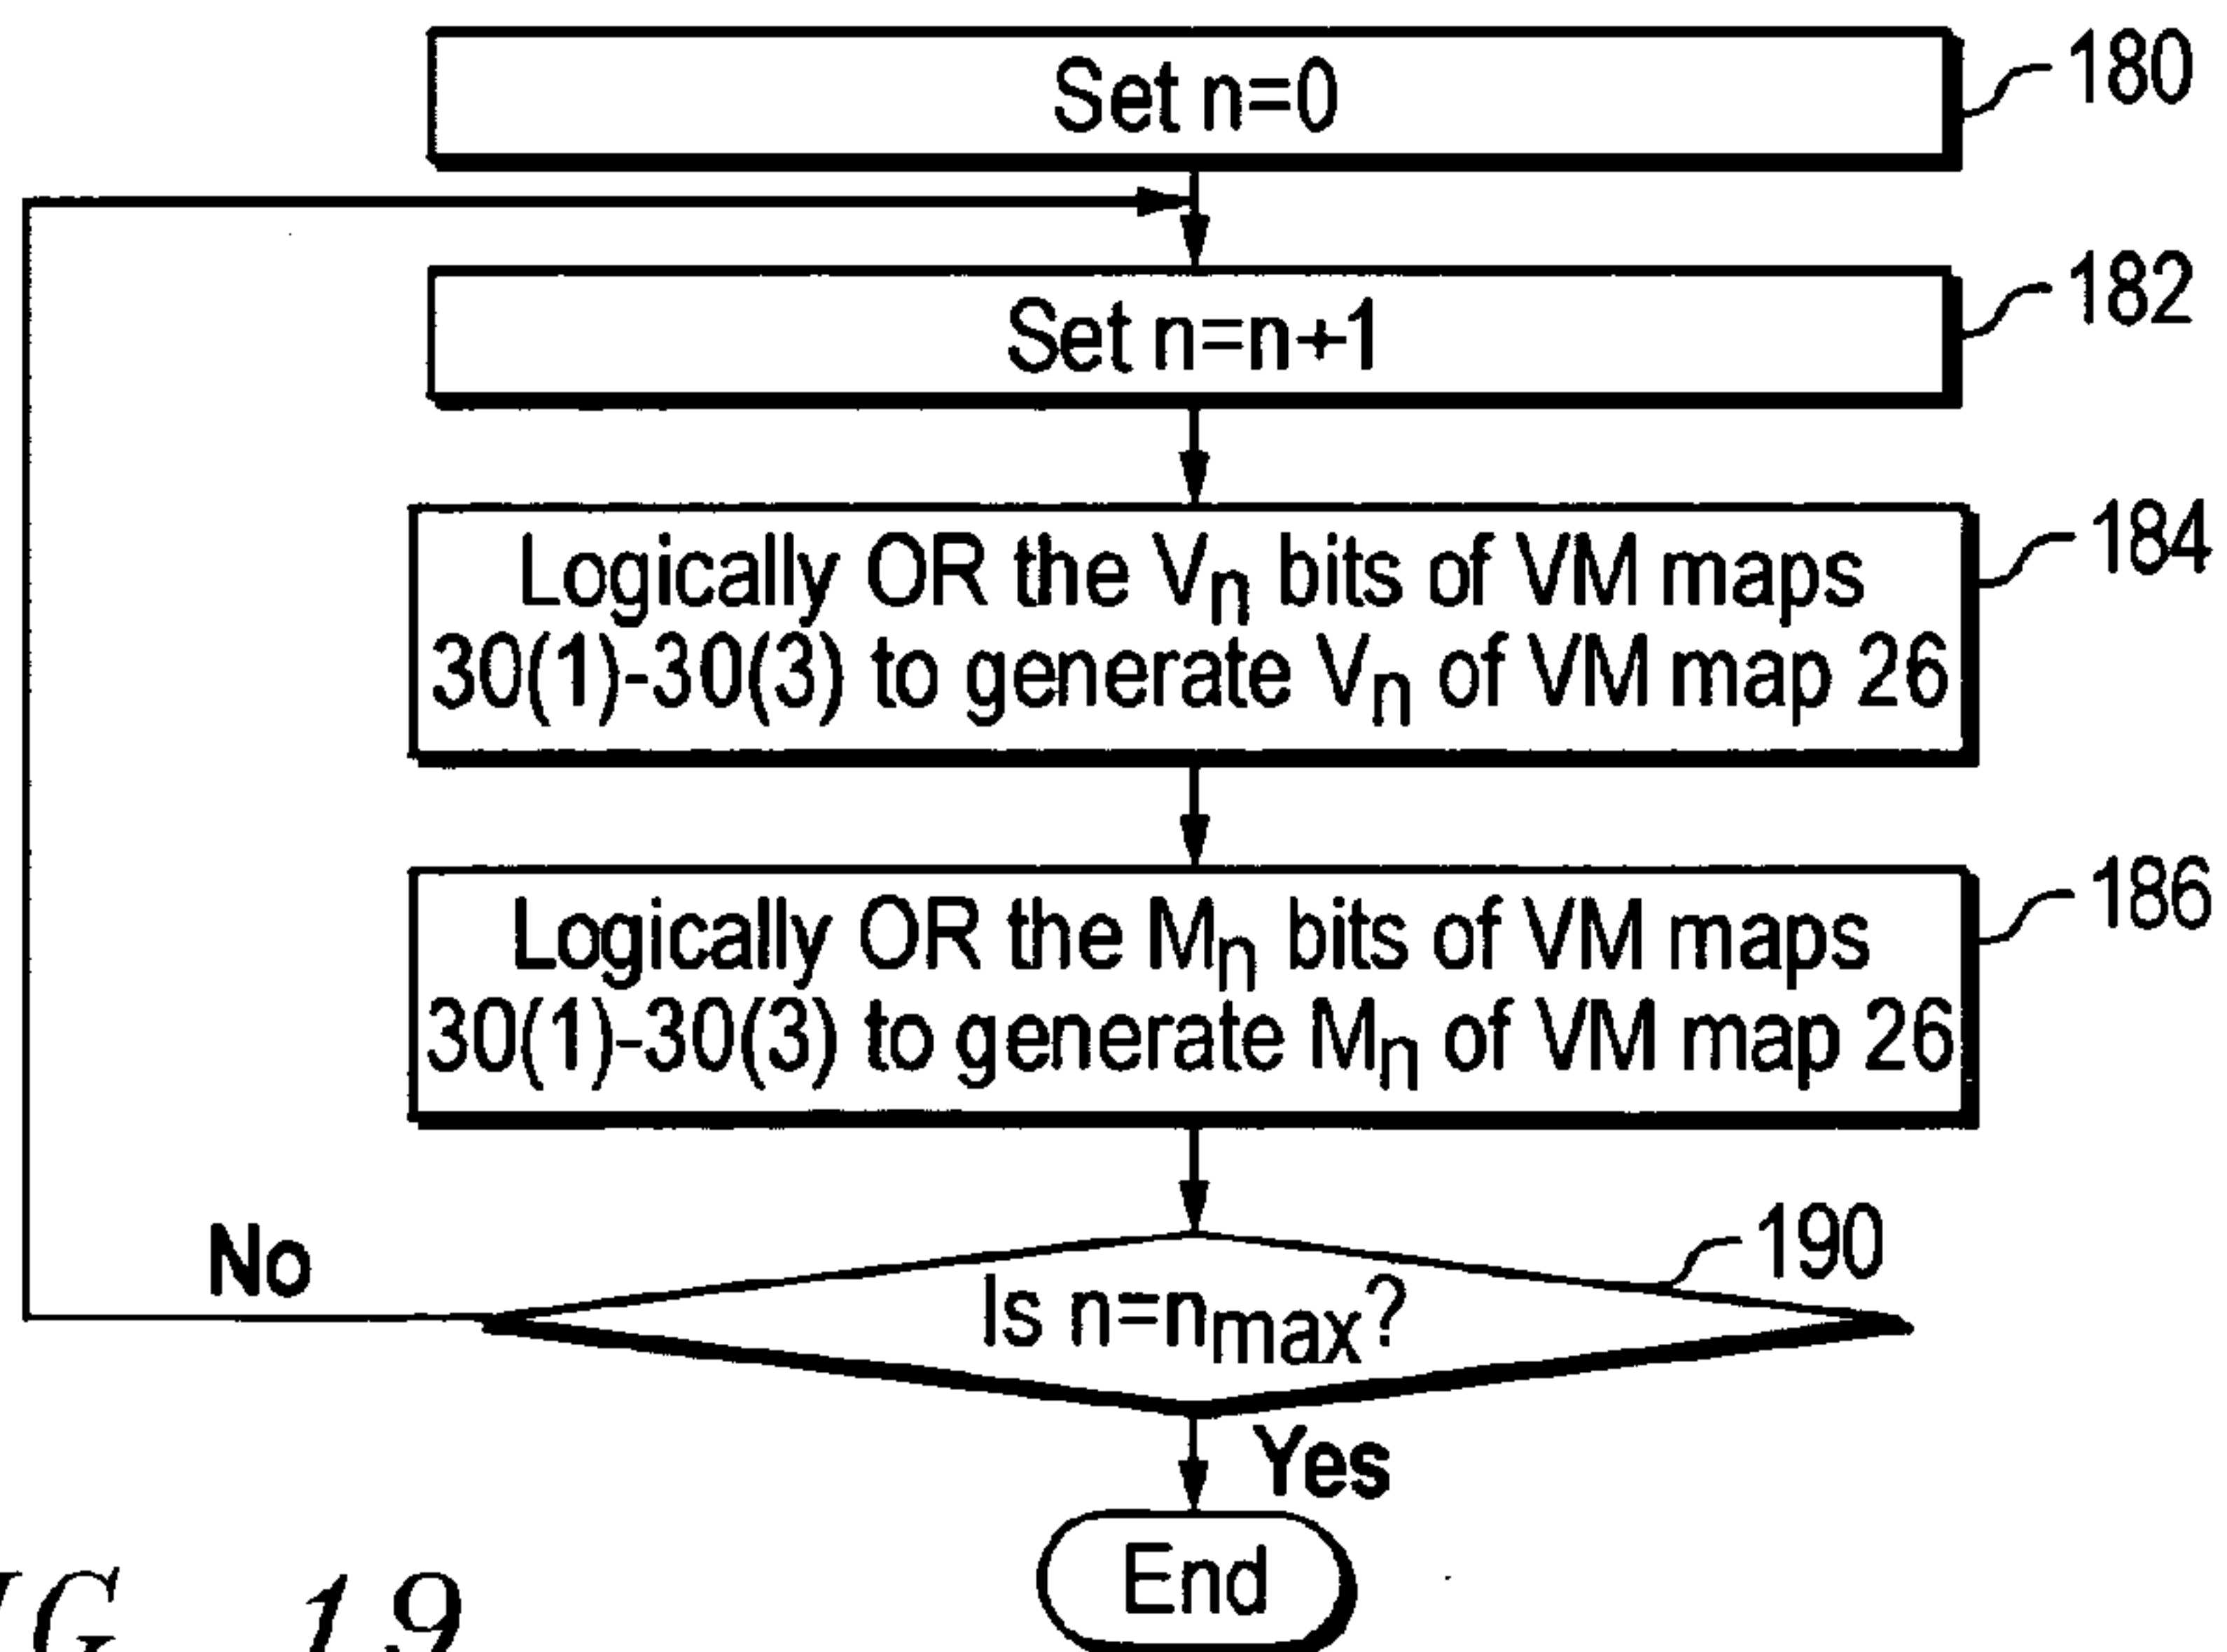 Set n=0
180
Set n=n+1
182
Logically OR the Vn bits of VM maps
184
30(1)-30(3) to generate Vn of VM map 26
Logically OR the Mn bits of VM maps
186
30(1)-30(3) to generate Mn of VM map 26
190
No
Is n=nmax?
Yes
End
19